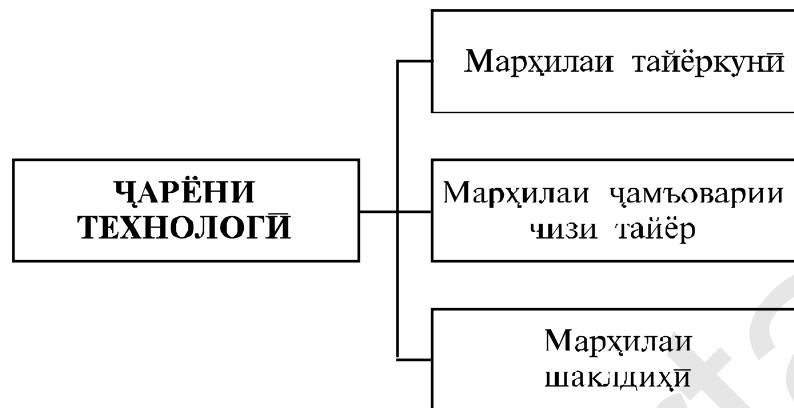 ҶАРЁНИ
ТЕХНОЛОГӢ
Марҳилаи тайёркунӣ
Марҳилаи ҷамъоварии
чизи тайёр
Марҳилаи
шаклдиҳӣ